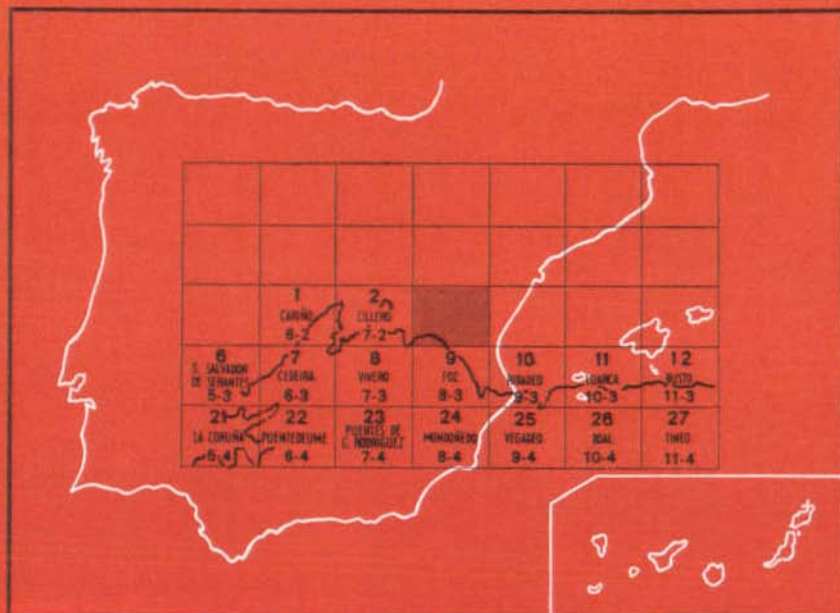 1 2
CARIÑO CILLERO
6-2 7-2
6 7 8 9 10 11 12
S. SALVADOR
DE SERANTES CEDEIRA VIVERO FOZ RIBADEO LUARCA BUSTO
5-3 6-3 7-3 8-3 9-3 10-3 11-3
21 22 23 24 25 26 27
LA CORUÑA PUENTEDEUME PUENTES DE
G. RODRIGUEZ MONDOÑEDO VEGADEO BOAL TINEO
5-4 6-4 7-4 8-4 9-4 10-4 11-4